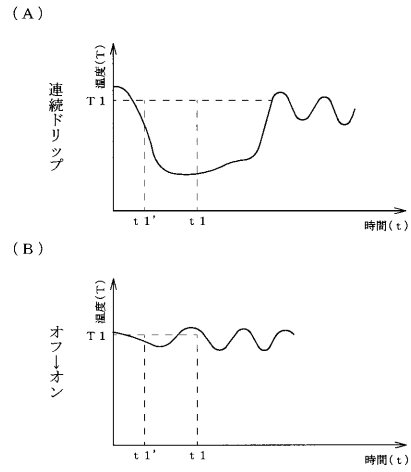 (A)
連続ドリップ
温度(T)
T1
t1'
t1
時間(t)
(B)
オフ→オン
温度(T)
T1
t1'
t1
時間(t)